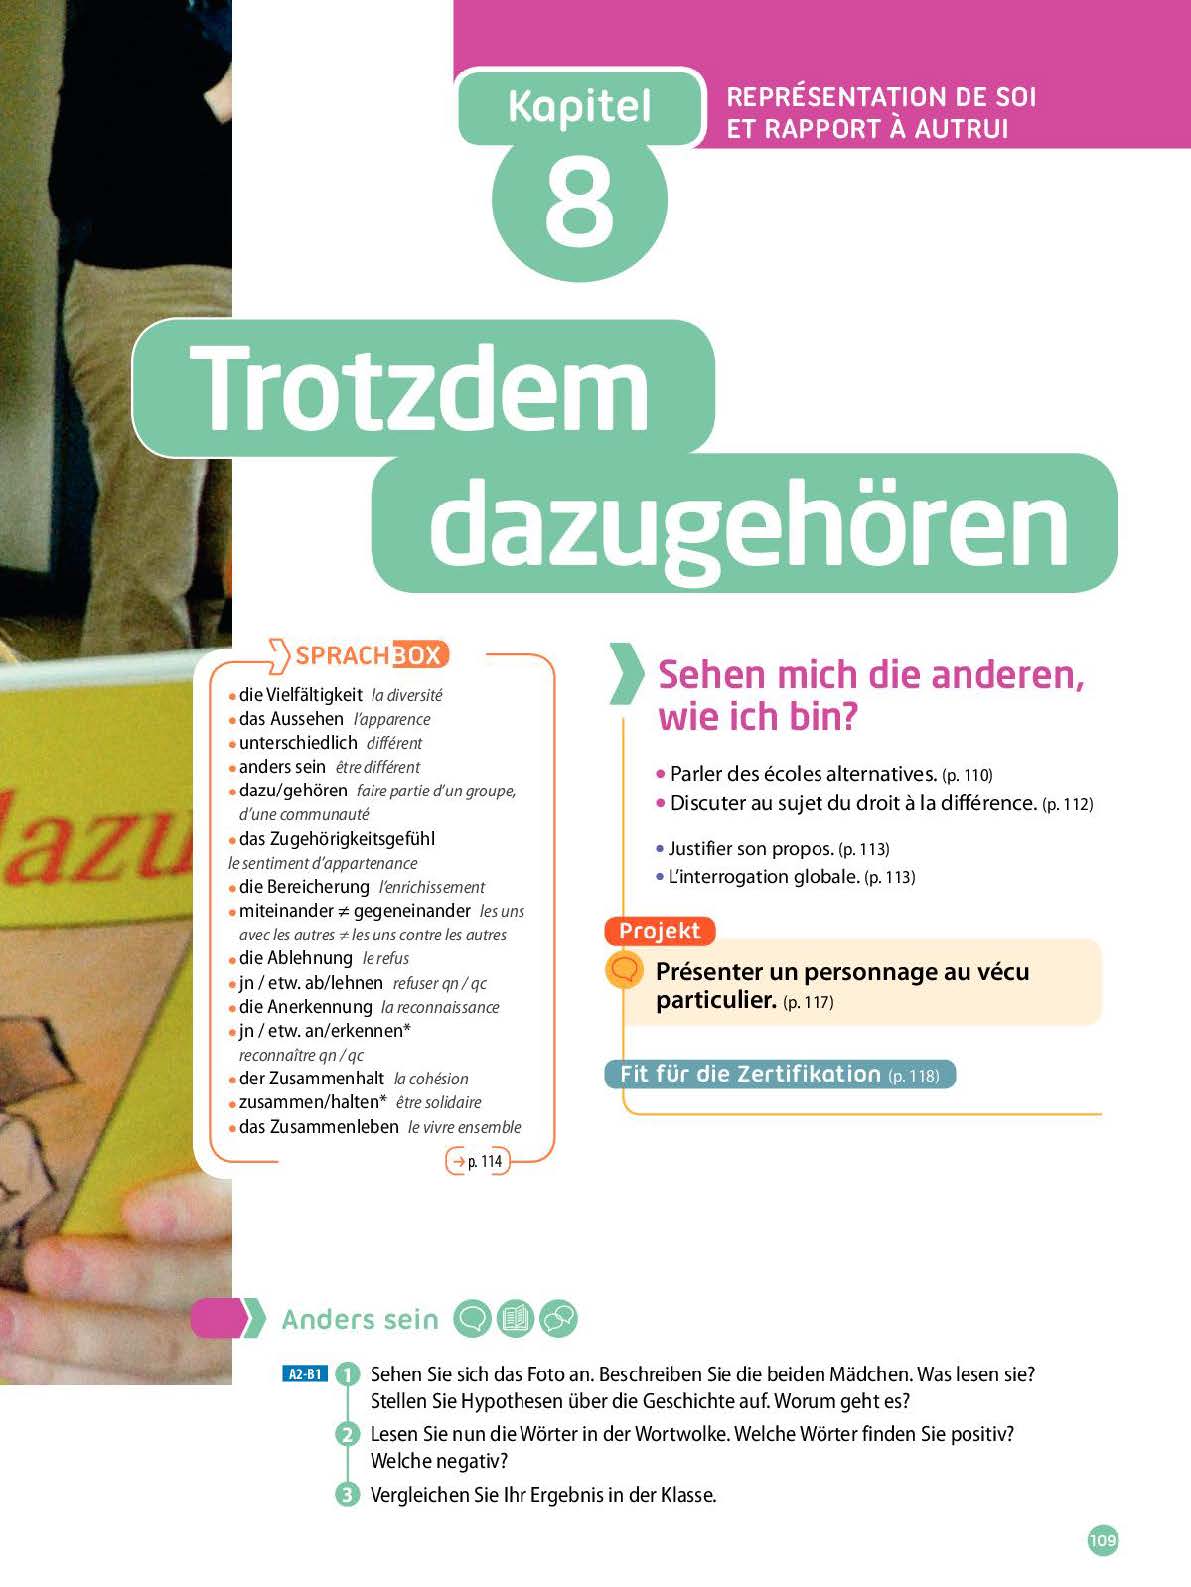 Kapitel
8
REPRÉSENTATION DE SOI
ET RAPPORT À AUTRUI
Trotzdem
dazugehören
dazu
SPRACHBOX
• die Vielfältigkeit la diversité
• das Aussehen l'apparence
• unterschiedlich différent
• anders sein être différent
• dazu/gehören faire partie d'un groupe,
d'une communauté
• das Zugehörigkeitsgefühl
le sentiment d'appartenance
• die Bereicherung l'enrichissement
• miteinander ≠ gegeneinander les uns
avec les autres ≠ les uns contre les autres
• die Ablehnung le refus
• jn / etw. ab/lehnen refuser qn / qc
• die Anerkennung la reconnaissance
• jn / etw. an/erkennen*
reconnaître qn / qc
• der Zusammenhalt la cohésion
• zusammen/halten* être solidaire
• das Zusammenleben le vivre ensemble
→ p. 114
Sehen mich die anderen,
wie ich bin?
• Parler des écoles alternatives. (p. 110)
• Discuter au sujet du droit à la différence. (p. 112)
• Justifier son propos. (p. 113)
• L'interrogation globale. (p. 113)
Projekt
Présenter un personnage au vécu
particulier. (p. 117)
Fit für die Zertifikation (p. 118)
Anders sein
A2-B1
1 Sehen Sie sich das Foto an. Beschreiben Sie die beiden Mädchen. Was lesen sie?
Stellen Sie Hypothesen über die Geschichte auf. Worum geht es?
2 Lesen Sie nun die Wörter in der Wortwolke. Welche Wörter finden Sie positiv?
Welche negativ?
3 Vergleichen Sie Ihr Ergebnis in der Klasse.
109